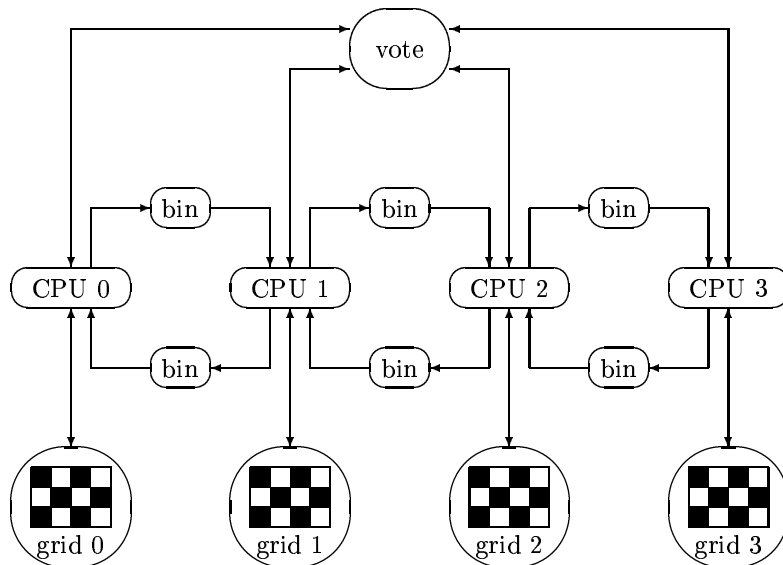 vote
bin bin bin
CPU 0 CPU 1 CPU 2 CPU 3
bin bin bin
grid 0 grid 1 grid 2 grid 3